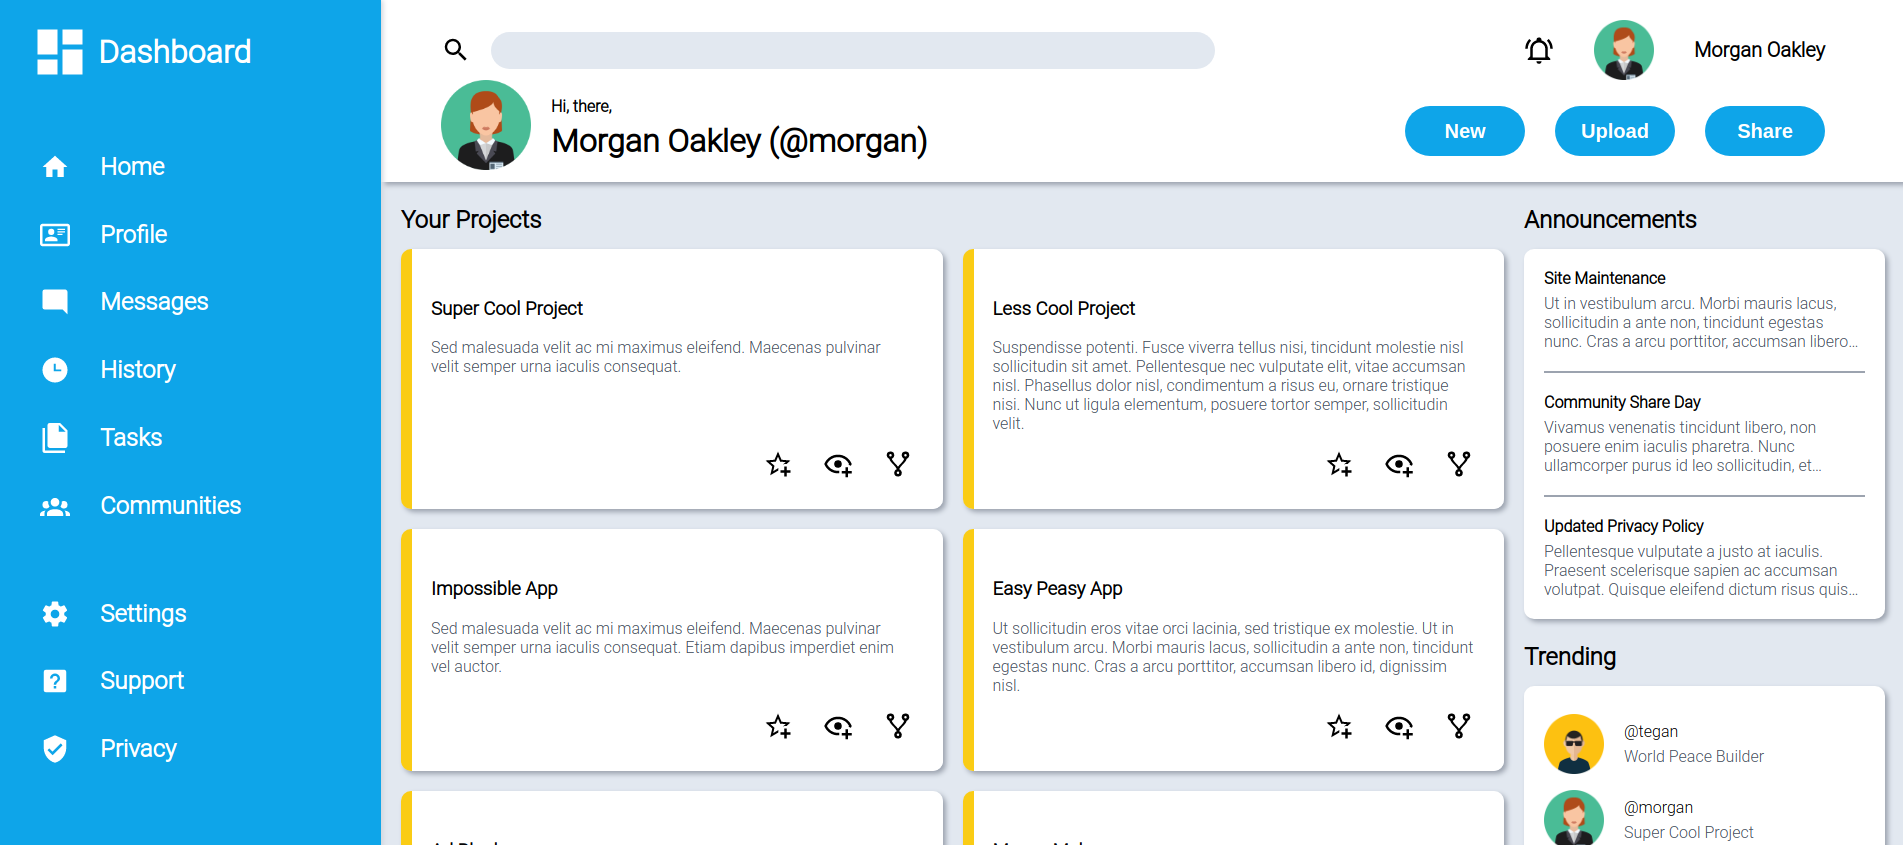 Dashboard
Home
Profile
Messages
History
Tasks
Communities
Settings
Support
Privacy
Morgan Oakley
Hi, there,
Morgan Oakley (@morgan)
New
Upload
Share
Your Projects
Super Cool Project
Sed malesuada velit ac mi maximus eleifend. Maecenas pulvinar
velit semper urna iaculis consequat.
Less Cool Project
Suspendisse potenti. Fusce viverra tellus nisi, tincidunt molestie nisl
sollicitudin sit amet. Pellentesque nec vulputate elit, vitae accumsan
nisl. Phasellus dolor nisl, condimentum a risus eu, ornare tristique
nisi. Nunc ut ligula elementum, posuere tortor semper, sollicitudin
velit.
Impossible App
Sed malesuada velit ac mi maximus eleifend. Maecenas pulvinar
velit semper urna iaculis consequat. Etiam dapibus imperdiet enim
vel auctor.
Easy Peasy App
Ut sollicitudin eros vitae orci lacinia, sed tristique ex molestie. Ut in
vestibulum arcu. Morbi mauris lacus, sollicitudin a ante non, tincidunt
egestas nunc. Cras a arcu porttitor, accumsan libero id, dignissim
nisl.
Announcements
Site Maintenance
Ut in vestibulum arcu. Morbi mauris lacus,
sollicitudin a ante non, tincidunt egestas
nunc. Cras a arcu porttitor, accumsan libero...
Community Share Day
Vivamus venenatis tincidunt libero, non
posuere enim iaculis pharetra. Nunc
ullamcorper purus id leo sollicitudin, et...
Updated Privacy Policy
Pellentesque vulputate a justo at iaculis.
Praesent scelerisque sapien ac accumsan
volutpat. Quisque eleifend dictum risus quis...
Trending
@tegan
World Peace Builder
@morgan
Super Cool Project